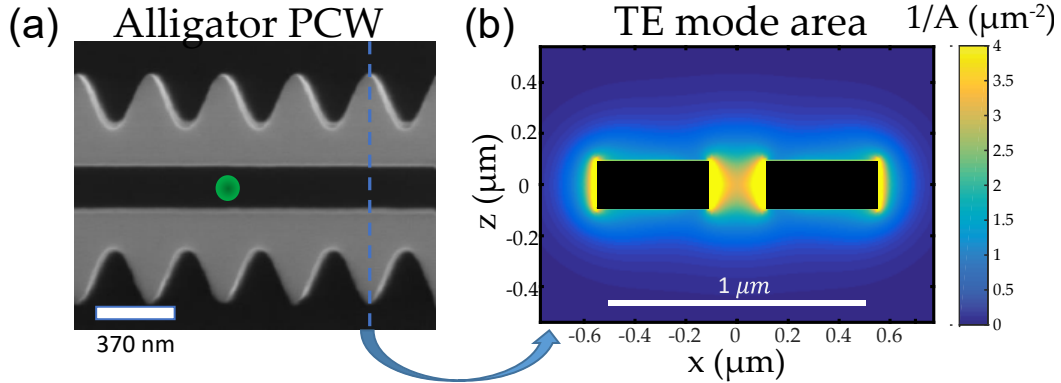 (a) Alligator PCW
370 nm
(b) TE mode area
1/A (μm⁻²)
z (μm)
0.4
0.2
0
-0.2
-0.4
1 μm
-0.6 -0.4 -0.2 0 0.2 0.4 0.6
x (μm)
4
3.5
3
2.5
2
1.5
1
0.5
0